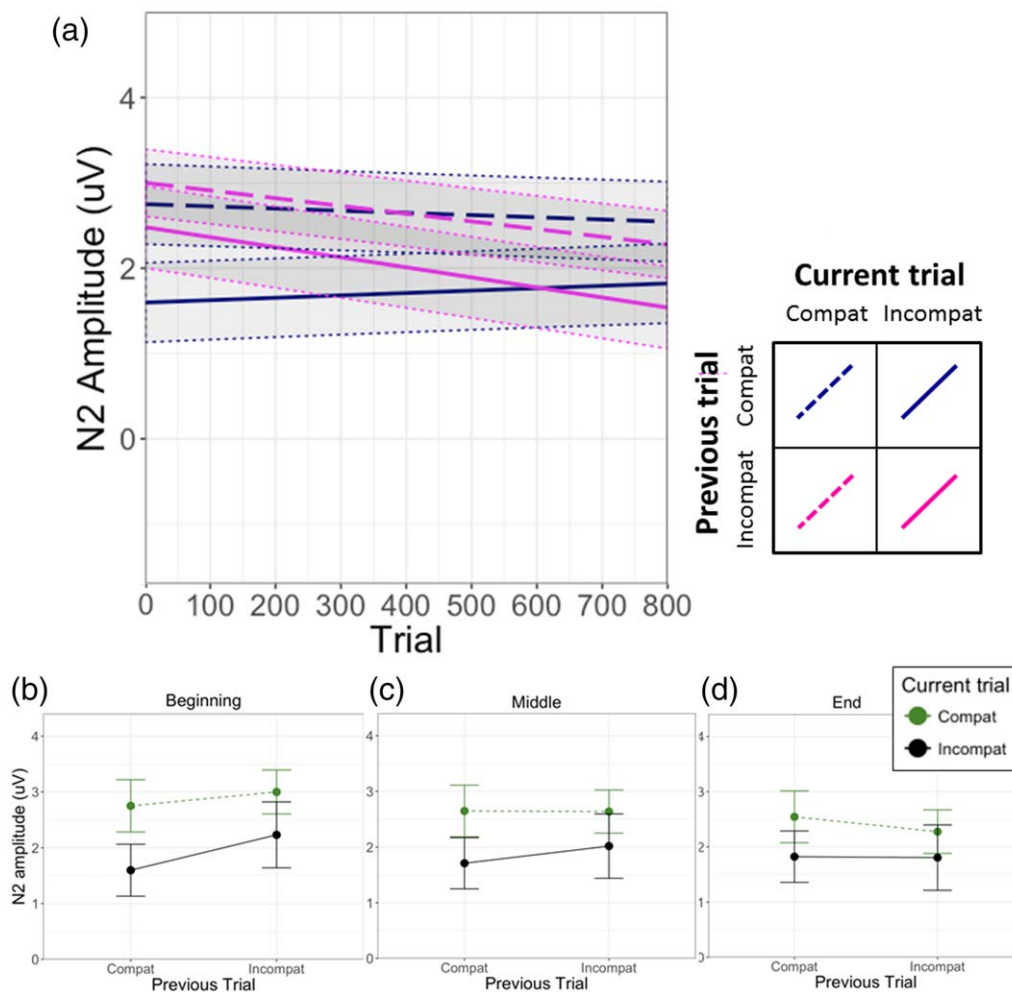 (a)
N2 Amplitude (uV)
4
2
0
0 100 200 300 400 500 600 700 800
Trial
Current trial
Compat Incompat
Previous trial
Compat
Incompat
(b) Beginning
(c) Middle
(d) End
Current trial
Compat
Incompat
N2 amplitude (uV)
4
3
2
1
0
Compat Incompat
Previous Trial
4
3
2
1
0
Compat Incompat
Previous Trial
4
3
2
1
0
Compat Incompat
Previous Trial